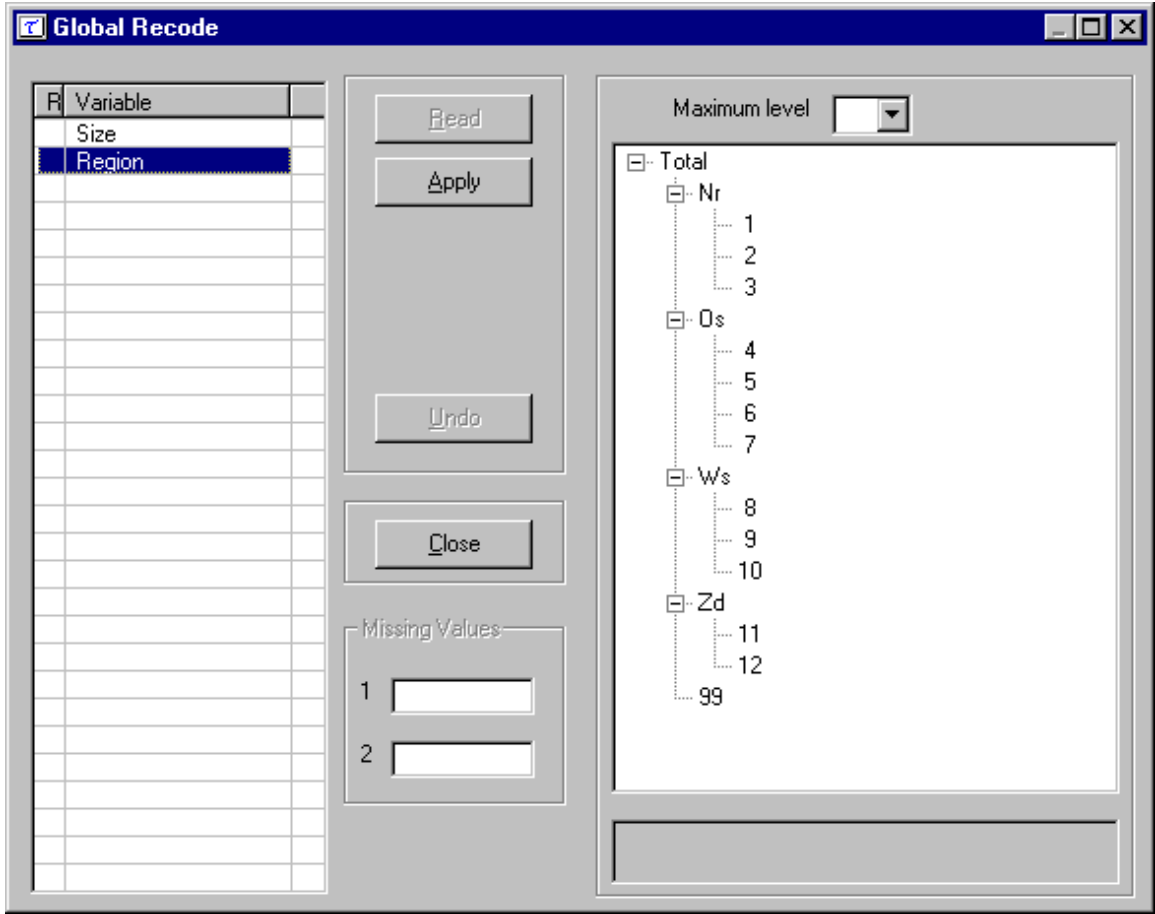 Global Recode
R Variable
Size
Region
Read
Apply
Undo
Close
Missing Values
1
2
Maximum level
Total
Nr
1
2
3
Os
4
5
6
7
Ws
8
9
10
Zd
11
12
99